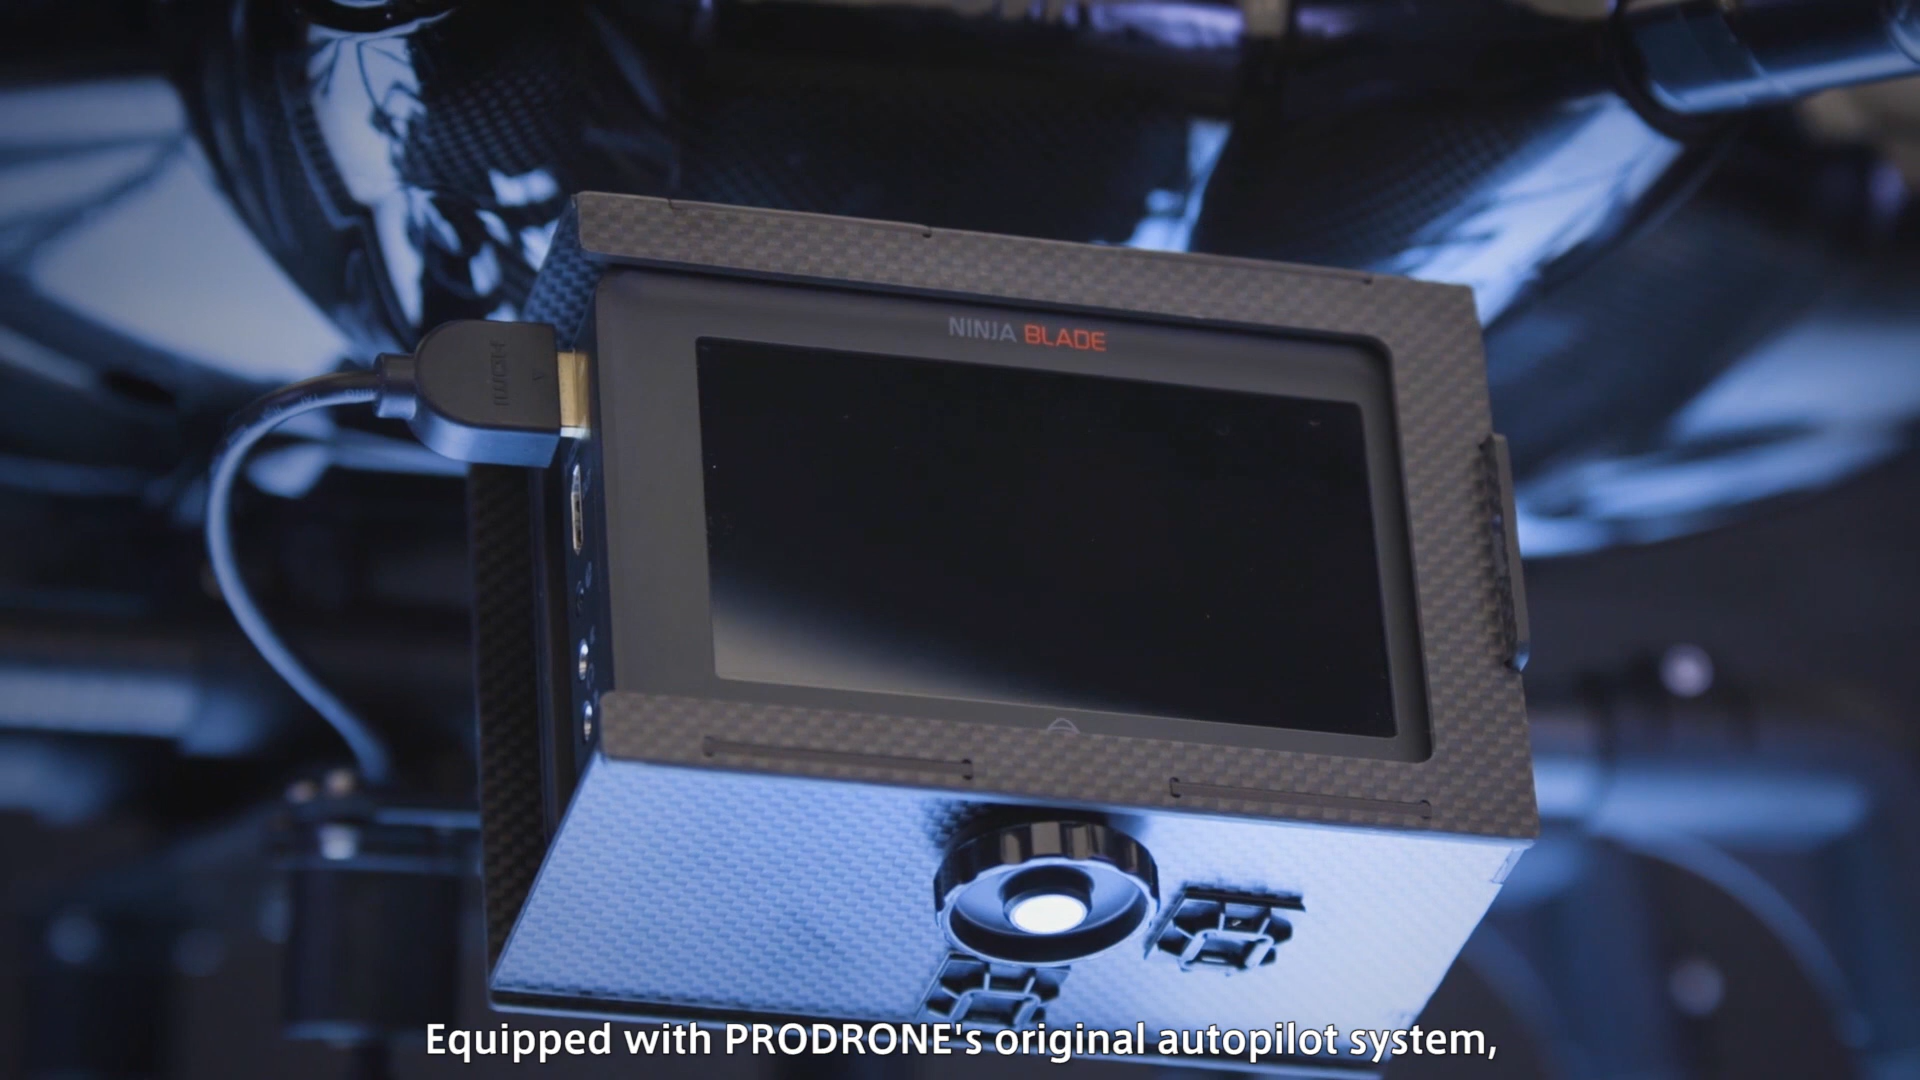 NINJA BLADE
HDMI
Equipped with PRODRONE's original autopilot system,